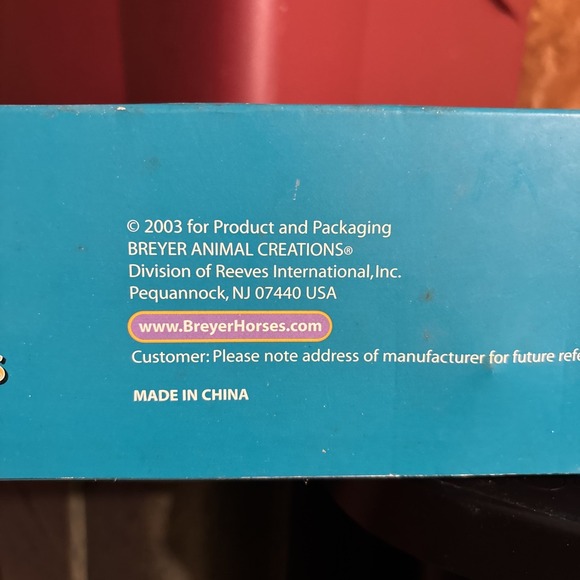 © 2003 for Product and Packaging
BREYER ANIMAL CREATIONS®
Division of Reeves International, Inc.
Pequannock, NJ 07440 USA
www.BreyerHorses.com
Customer: Please note address of manufacturer for future refe
MADE IN CHINA